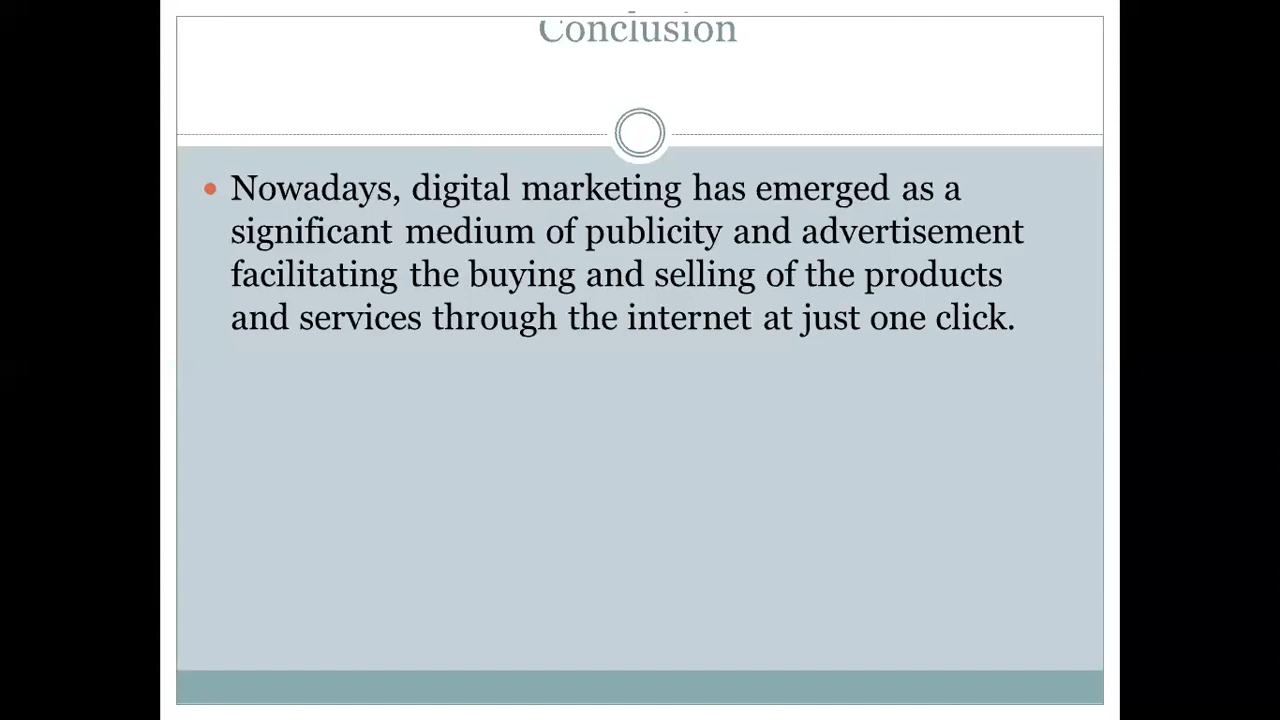 Conclusion
• Nowadays, digital marketing has emerged as a
significant medium of publicity and advertisement
facilitating the buying and selling of the products
and services through the internet at just one click.